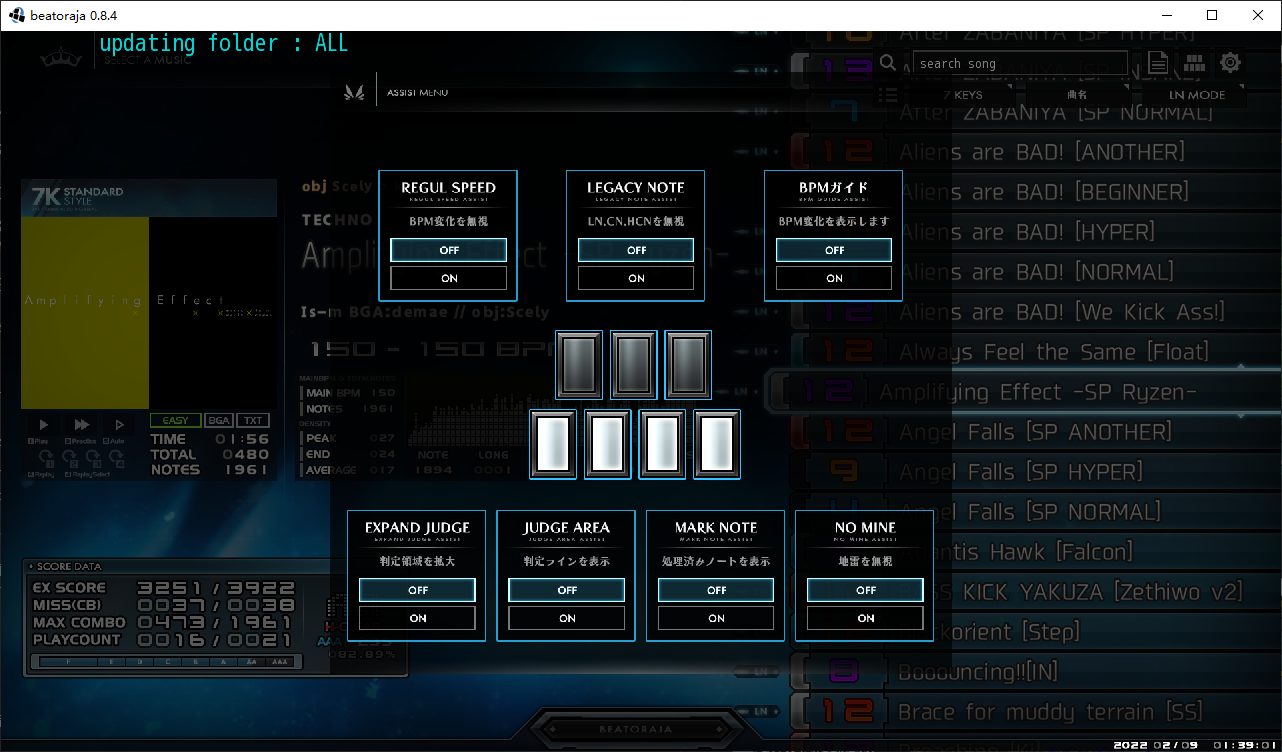 beatoraja 0.8.4
updating folder : ALL
SELECT A MUSIC
After ZABANIYA [SP HYPER]
search song
ASSIST MENU
7 KEYS
曲名
LN MODE
After ZABANIYA [SP NORMAL]
Aliens are BAD! [ANOTHER]
Aliens are BAD! [BEGINNER]
Aliens are BAD! [HYPER]
Aliens are BAD! [NORMAL]
Aliens are BAD! [We Kick Ass!]
Always Feel the Same [Float]
Amplifying Effect -SP Ryzen-
Angel Falls [SP ANOTHER]
Angel Falls [SP HYPER]
Angel Falls [SP NORMAL]
ntis Hawk [Falcon]
KICK YAKUZA [Zethiwo v2]
korient [Step]
Booouncing!![IN]
Brace for muddy terrain [SS]
7K STANDARD STYLE
Amplifying Effect
obj Scely
TECHNO
Is-m BGA:demae // obj:Scely
150 - 150 BPM
REGUL SPEED
REGUL SPEED ASSIST
BPM変化を無視
OFF
ON
LEGACY NOTE
LEGACY NOTE ASSIST
LN,CN,HCNを無視
OFF
ON
BPMガイド
BPM GUIDE ASSIST
BPM変化を表示します
OFF
ON
MAIN BPM 150
NOTES 1961
DENSITY
PEAK 027
END 024
AVERAGE 017
NOTE
LONG
1894
0001
EASY
BGA
TXT
TIME 01:56
TOTAL 0480
NOTES 1961
EXPAND JUDGE
EXPAND JUDGE ASSIST
判定領域を拡大
OFF
ON
JUDGE AREA
JUDGE AREA ASSIST
判定ラインを表示
OFF
ON
MARK NOTE
MARK NOTE ASSIST
処理済みノートを表示
OFF
ON
NO MINE
NO MINE ASSIST
地雷を無視
OFF
ON
SCORE DATA
EX SCORE 3251 / 3922
MISS(CB) 0037 / 0038
MAX COMBO 0473 / 1961
PLAYCOUNT 0016 / 0021
F E D C B A AA AAA
82.89%
BEATORAJA
2022 02/09 01:39:01